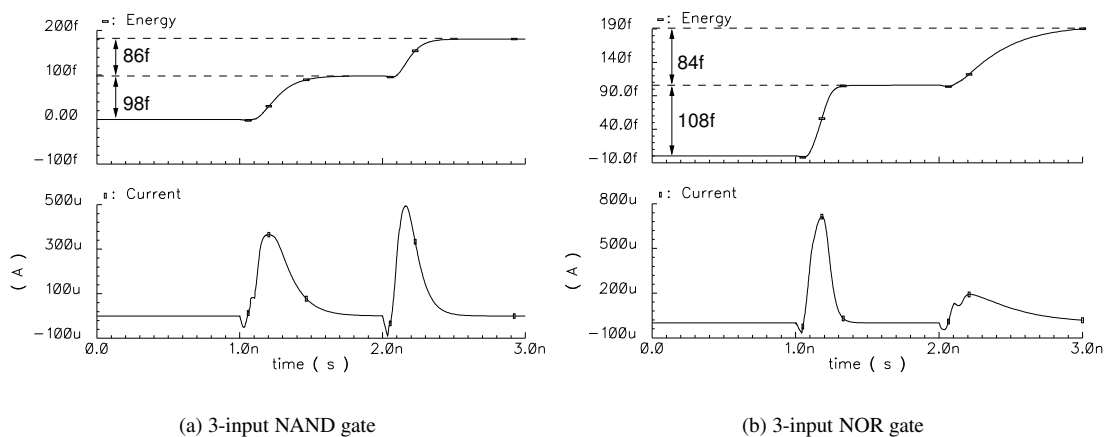 : Energy
200f
100f
0.00
-100f
86f
98f
: Current
500u
300u
100u
-100u
( A )
0.0
1.0n
2.0n
3.0n
time ( s )
(a) 3-input NAND gate
: Energy
190f
140f
90.0f
40.0f
-10.0f
84f
108f
: Current
800u
500u
200u
-100u
( A )
0.0
1.0n
2.0n
3.0n
time ( s )
(b) 3-input NOR gate